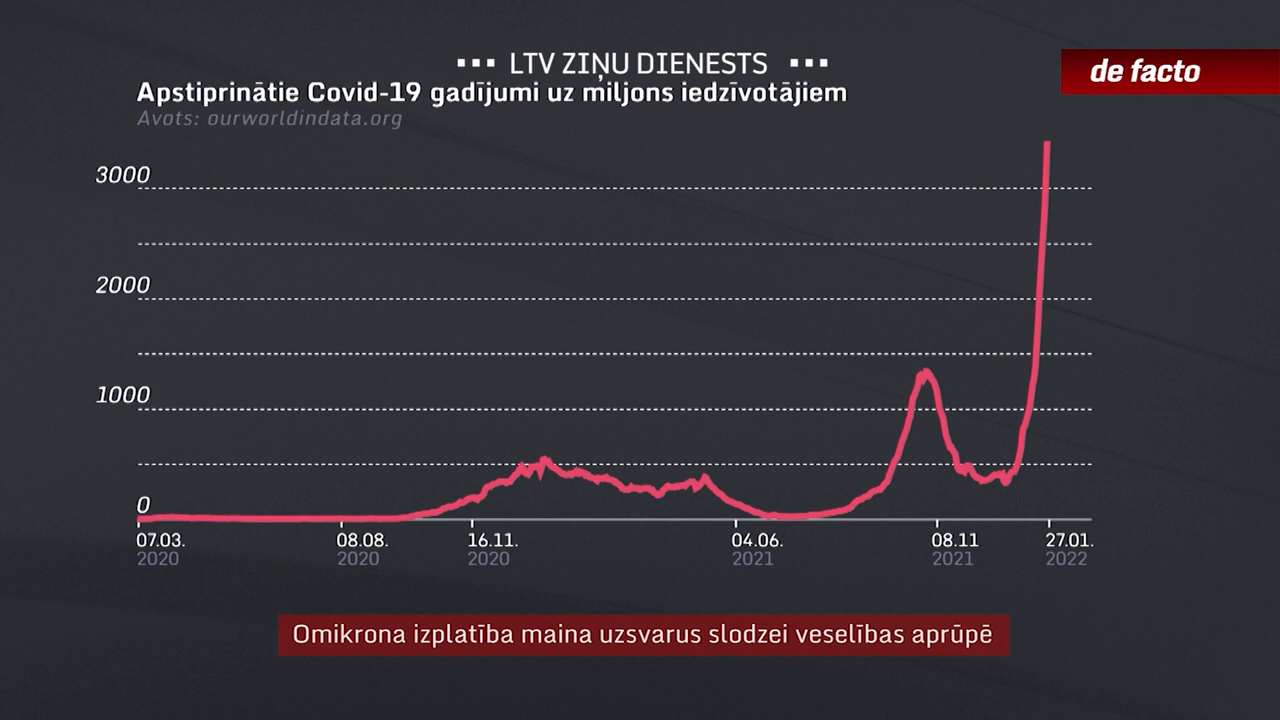 LTV ZIŅU DIENESTS
de facto
Apstiprinātie Covid-19 gadījumi uz miljons iedzīvotājiem
Avots: ourworldindata.org
3000
2000
1000
0
07.03. 08.08. 16.11. 04.06. 08.11 27.01.
2020 2020 2020 2021 2021 2022
Omikrona izplatība maina uzsvarus slodzei veselības aprūpē